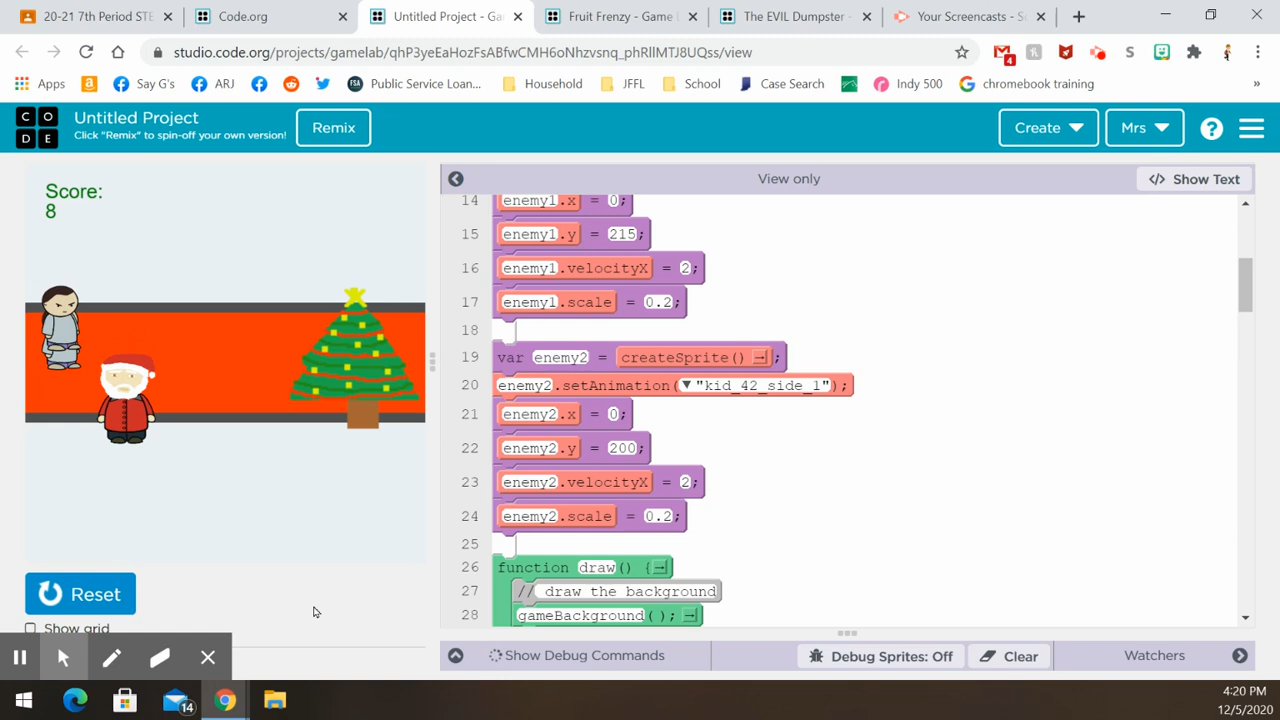 20-21 7th Period STE
Code.org
Untitled Project - Ga
Fruit Frenzy - Game
The EVIL Dumpster -
Your Screencasts - S
studio.code.org/projects/gamelab/qhP3yeEaHozFsABfwCMH6oNhzvsnq_phRllMTJ8UQss/view
4
Apps
Say G's
ARJ
FSA
Public Service Loan...
Household
JFFL
School
Case Search
Indy 500
chromebook training
»
C O
D E
Untitled Project
Click "Remix" to spin-off your own version!
Remix
Create
Mrs
?
View only
</> Show Text
Score:
8
14 enemy1.x = 0;
15 enemy1.y = 215;
16 enemy1.velocityX = 2;
17 enemy1.scale = 0.2;
18
19 var enemy2 = createSprite() ;
20 enemy2.setAnimation( "kid_42_side_1");
21 enemy2.x = 0;
22 enemy2.y = 200;
23 enemy2.velocityX = 2;
24 enemy2.scale = 0.2;
25
26 function draw() {
27 // draw the background
28 gameBackground();
Reset
Show grid
Show Debug Commands
Debug Sprites: Off
Clear
Watchers
14
4:20 PM
12/5/2020